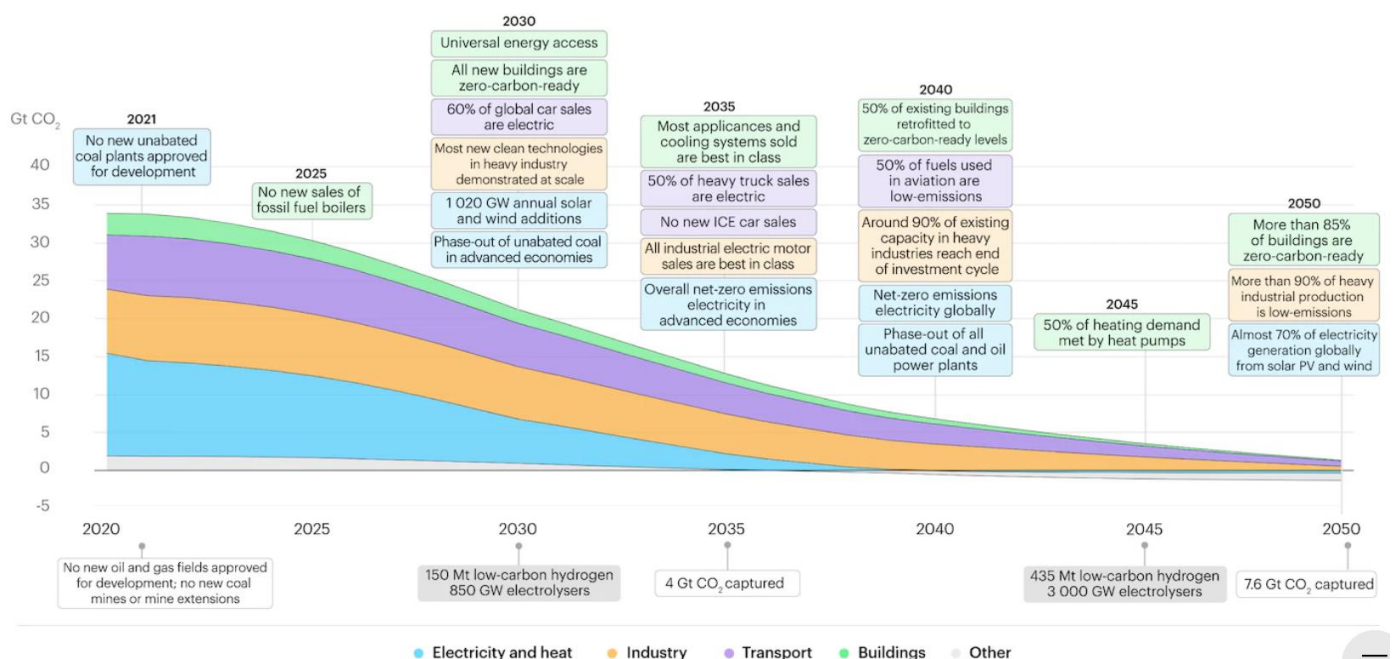 Gt CO2
2021
No new unabated
coal plants approved
for development
2025
No new sales of
fossil fuel boilers
2030
Universal energy access
All new buildings are
zero-carbon-ready
60% of global car sales
are electric
Most new clean technologies
in heavy industry
demonstrated at scale
1 020 GW annual solar
and wind additions
Phase-out of unabated coal
in advanced economies
2035
Most applicances and
cooling systems sold
are best in class
50% of heavy truck sales
are electric
No new ICE car sales
All industrial electric motor
sales are best in class
Overall net-zero emissions
electricity in
advanced economies
2040
50% of existing buildings
retrofitted to
zero-carbon-ready levels
50% of fuels used
in aviation are
low-emissions
Around 90% of existing
capacity in heavy
industries reach end
of investment cycle
Net-zero emissions
electricity globally
Phase-out of all
unabated coal and oil
power plants
2045
50% of heating demand
met by heat pumps
2050
More than 85%
of buildings are
zero-carbon-ready
More than 90% of heavy
industrial production
is low-emissions
Almost 70% of electricity
generation globally
from solar PV and wind
40
35
30
25
20
15
10
5
0
-5
2020 2025 2030 2035 2040 2045 2050
No new oil and gas fields approved
for development; no new coal
mines or mine extensions
150 Mt low-carbon hydrogen
850 GW electrolysers
4 Gt CO2 captured
435 Mt low-carbon hydrogen
3 000 GW electrolysers
7.6 Gt CO2 captured
Electricity and heat Industry Transport Buildings Other